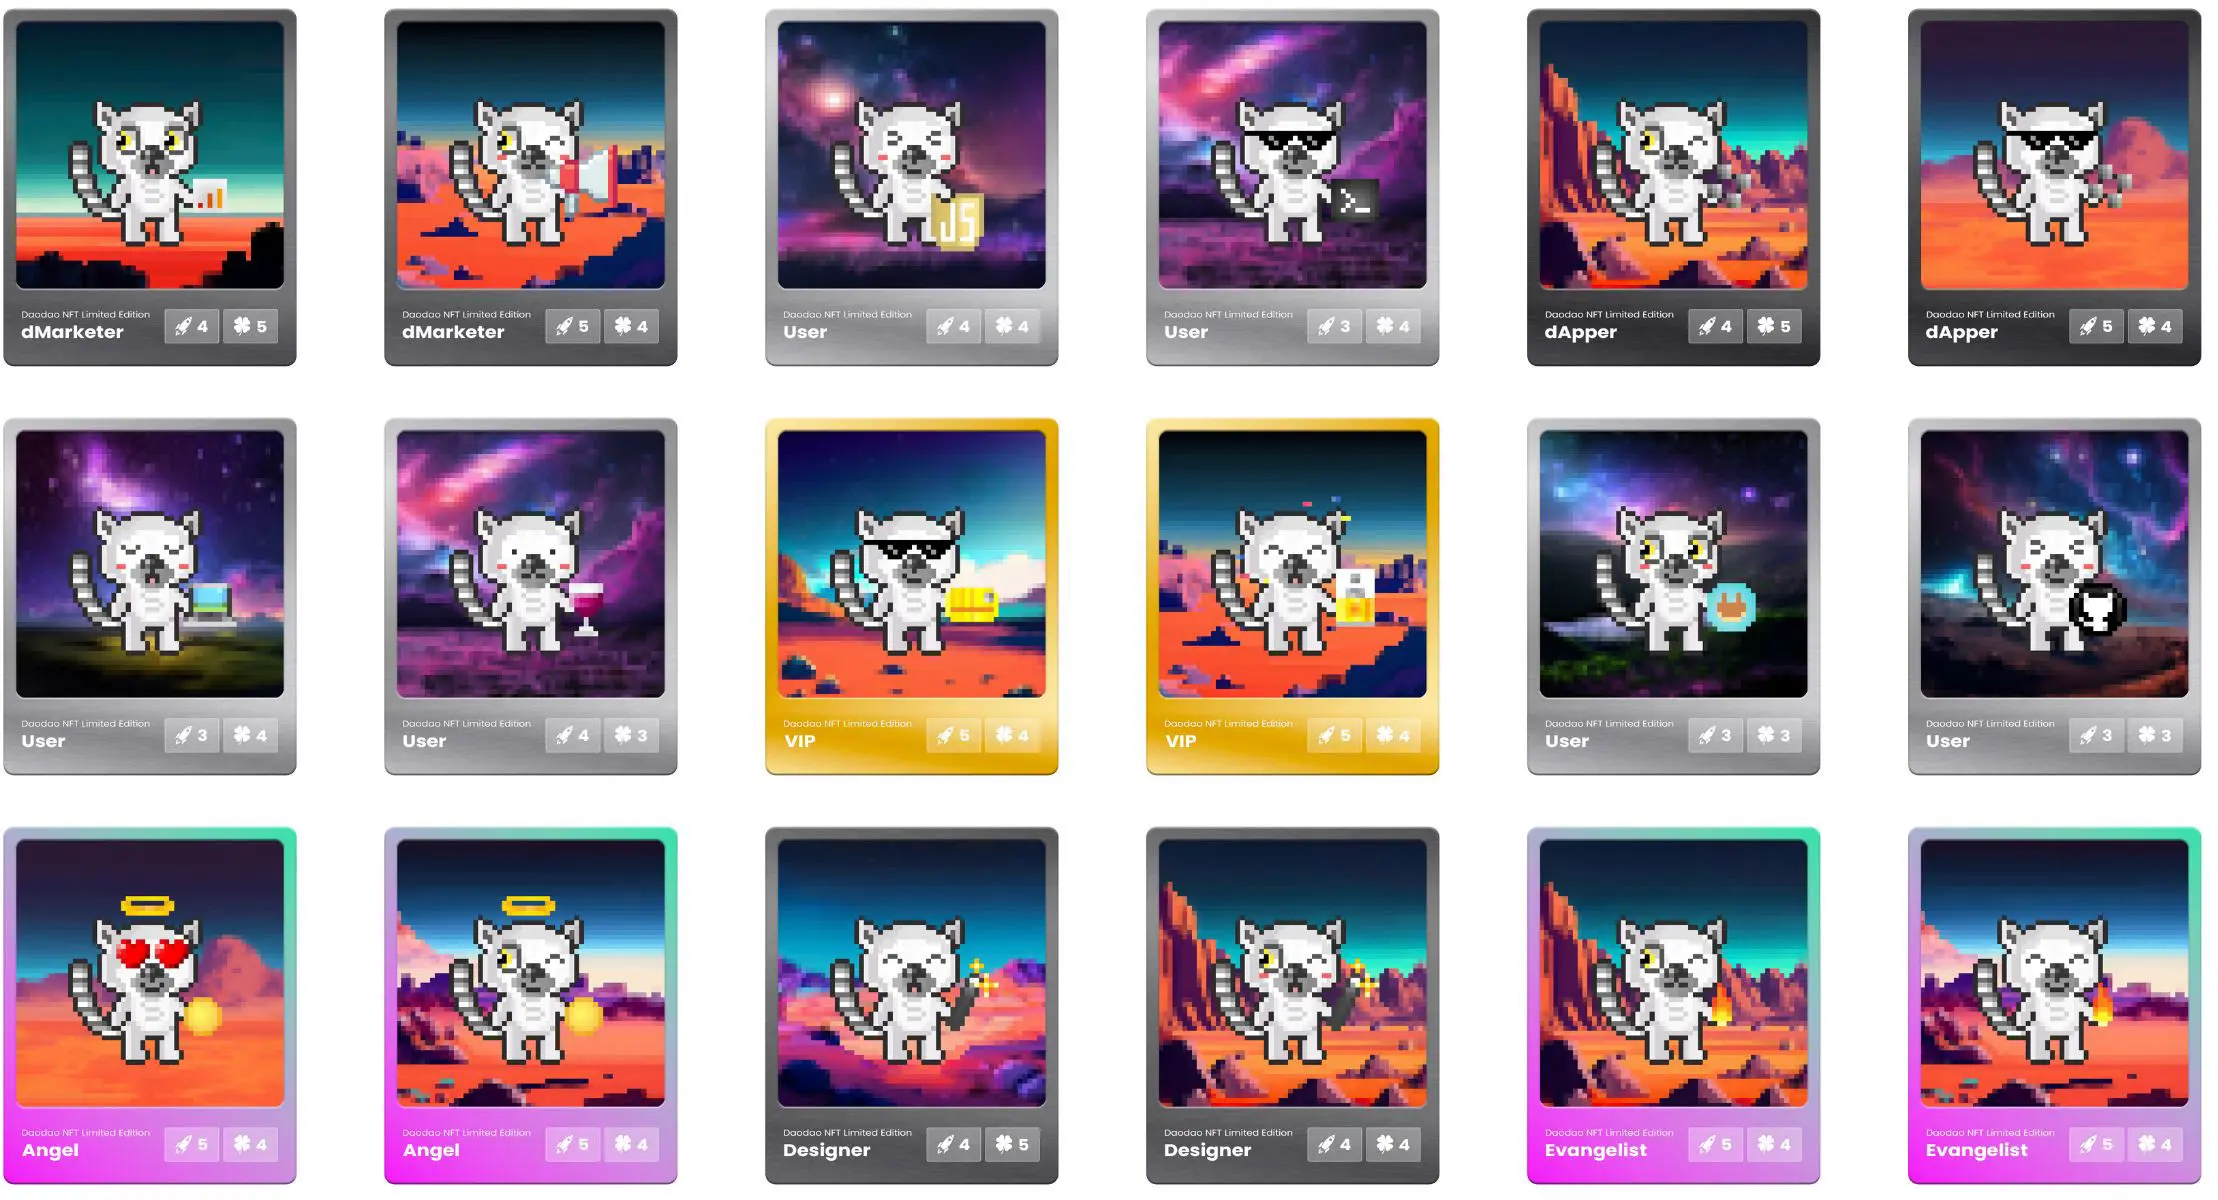 Daodao NFT Limited Edition
dMarketer 4 5
Daodao NFT Limited Edition
dMarketer 5 4
JS
Daodao NFT Limited Edition
User 4 4
>_
Daodao NFT Limited Edition
User 3 4
Daodao NFT Limited Edition
dApper 4 5
Daodao NFT Limited Edition
dApper 5 4
Daodao NFT Limited Edition
User 3 4
Daodao NFT Limited Edition
User 4 3
Daodao NFT Limited Edition
VIP 5 4
Daodao NFT Limited Edition
VIP 5 4
Daodao NFT Limited Edition
User 3 3
Daodao NFT Limited Edition
User 3 3
Daodao NFT Limited Edition
Angel 5 4
Daodao NFT Limited Edition
Angel 5 4
Daodao NFT Limited Edition
Designer 4 5
Daodao NFT Limited Edition
Designer 4 4
Daodao NFT Limited Edition
Evangelist 5 4
Daodao NFT Limited Edition
Evangelist 5 4